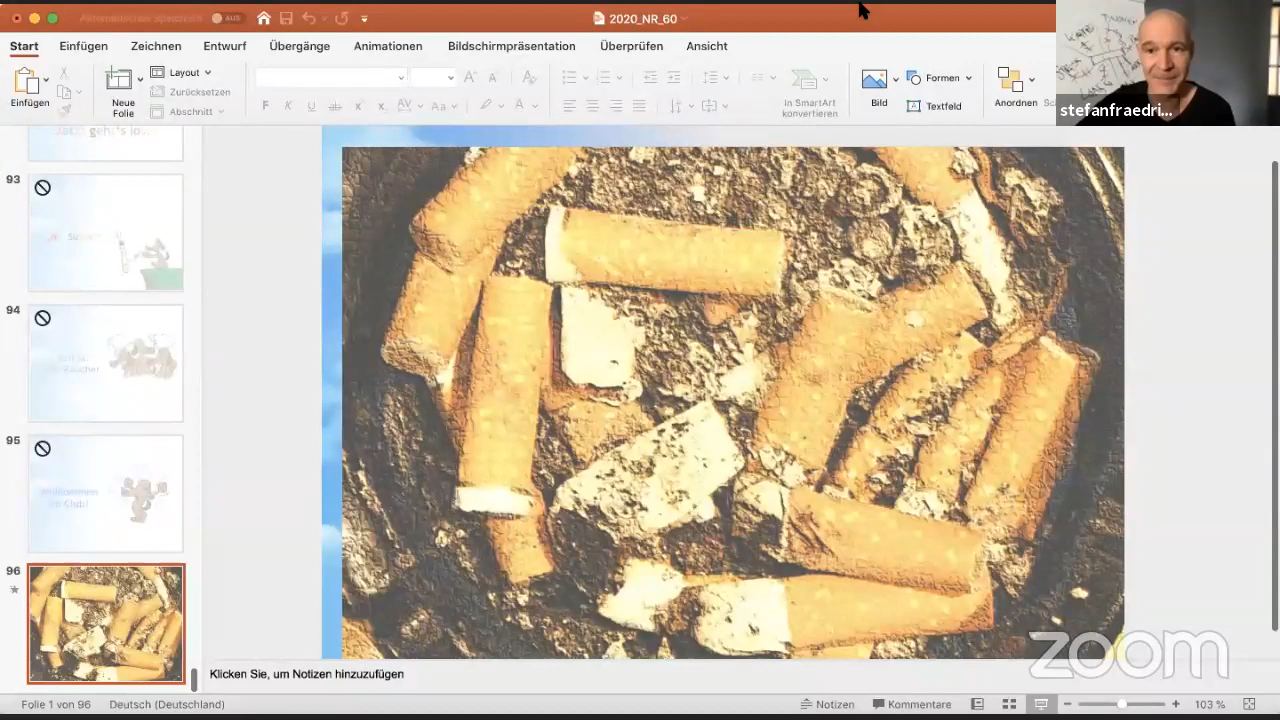 AUS
2020_NR_60
Start Einfügen Zeichnen Entwurf Übergänge Animationen Bildschirmpräsentation Überprüfen Ansicht
Einfügen
Neue
Folie
Layout
Zurücksetzen
Abschnitt
F K U
In SmartArt
konvertieren
Bild
Formen
Textfeld
Anordnen
stefanfraedri...
93
94
95
96
Klicken Sie, um Notizen hinzuzufügen
zoom
Folie 1 von 96 Deutsch (Deutschland) Notizen Kommentare 103 %